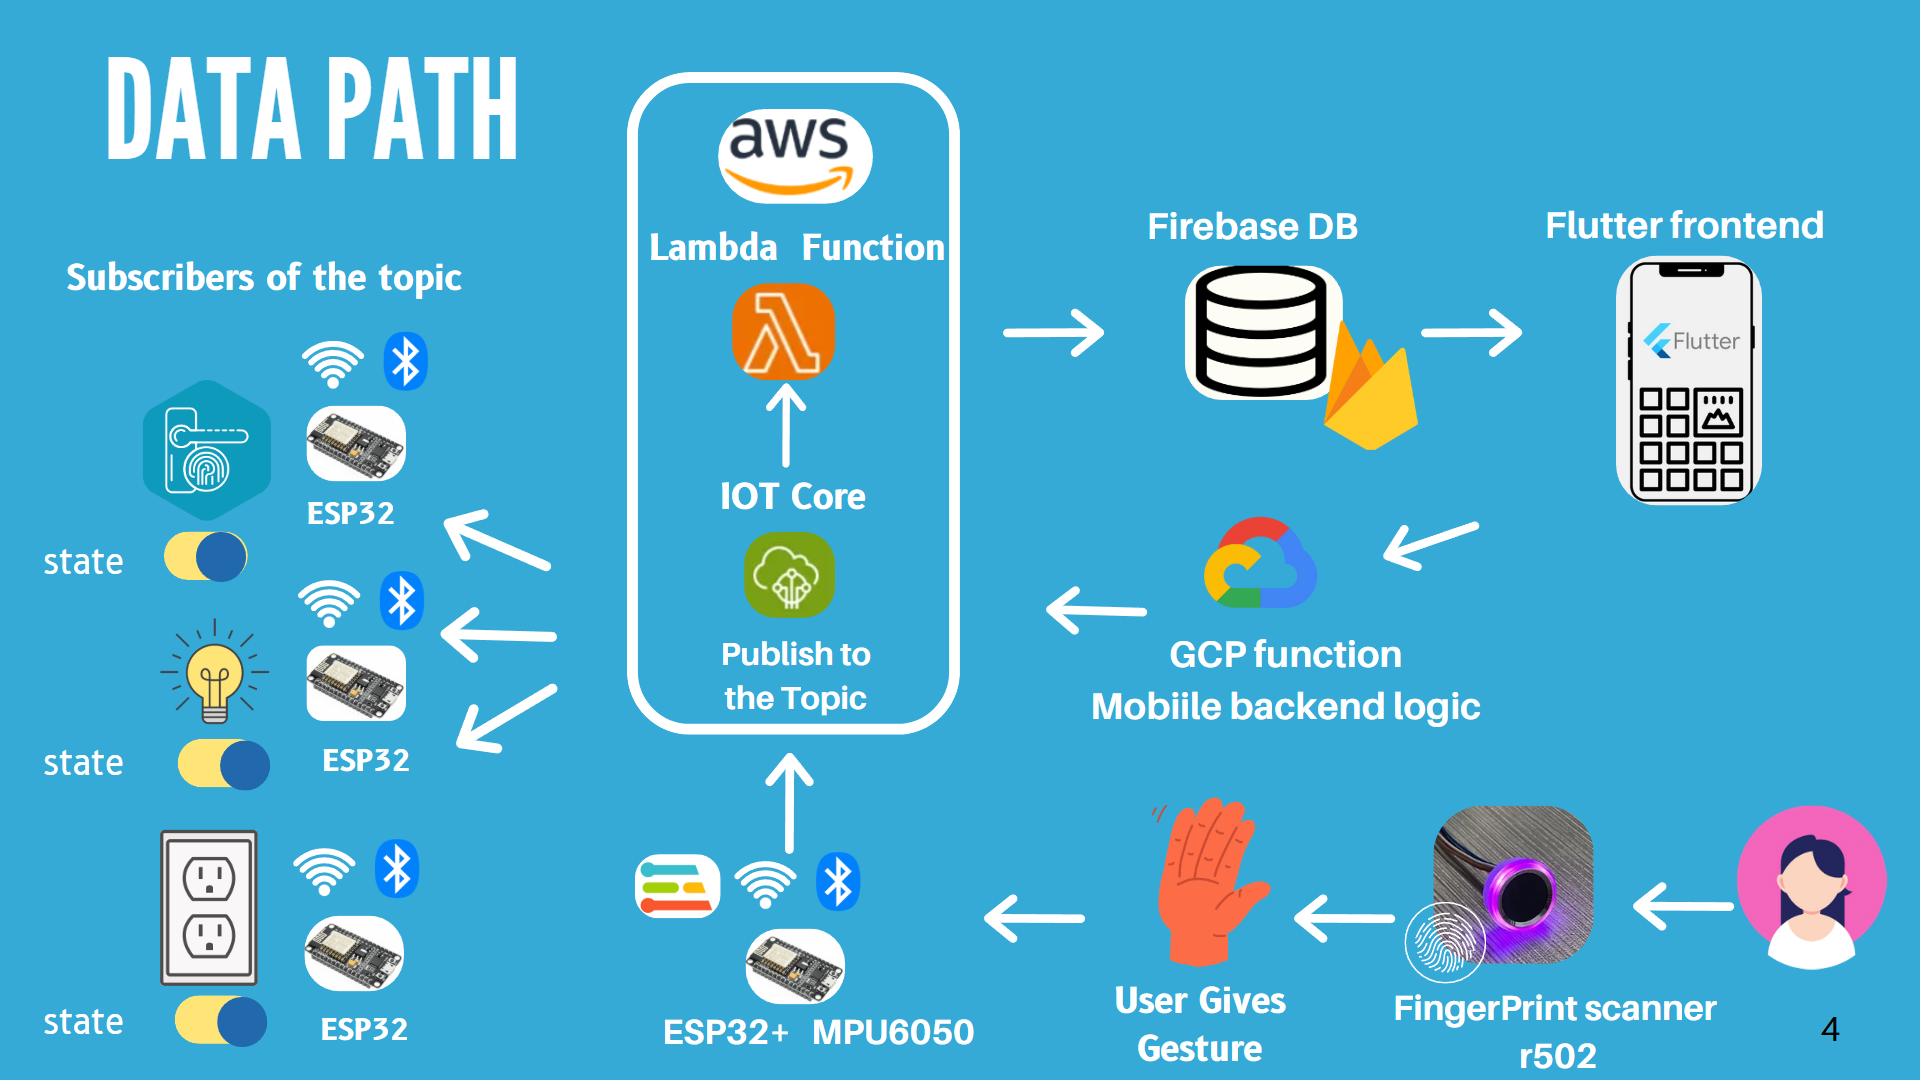 DATA PATH
aws
Lambda Function
IOT Core
Publish to
the Topic
Firebase DB
Flutter frontend
Flutter
GCP function
Mobiile backend logic
Subscribers of the topic
ESP32
state
ESP32
state
ESP32
state
ESP32+ MPU6050
User Gives
Gesture
FingerPrint scanner
r502
4